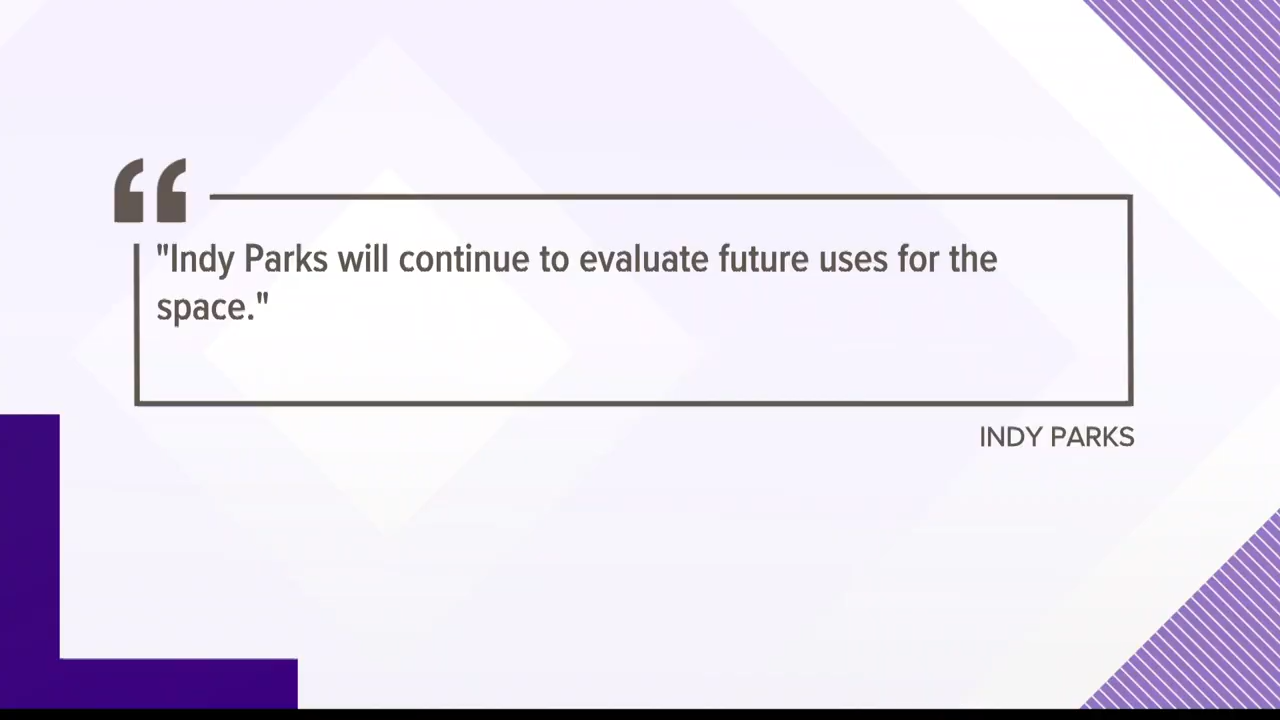 "Indy Parks will continue to evaluate future uses for the
space."
INDY PARKS